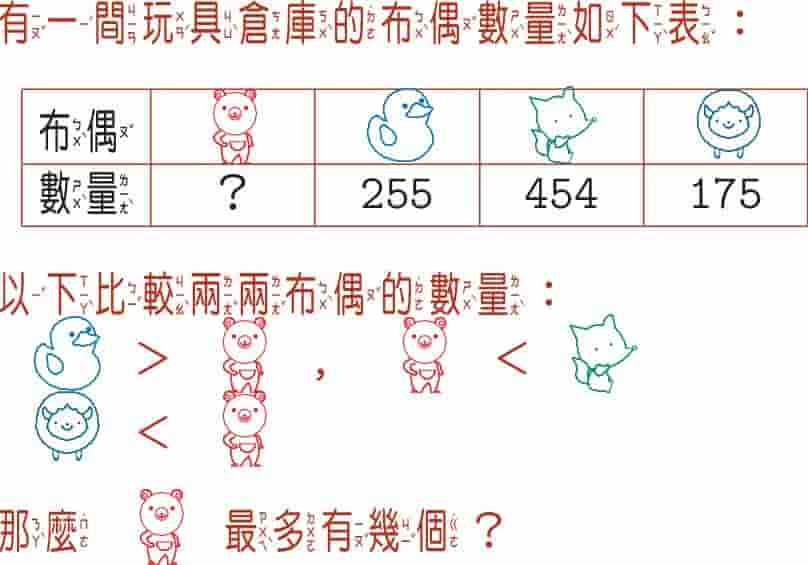 有一間玩具倉庫的布偶數量如下表：
布偶
數量 ? 255 454 175
以下比較兩兩布偶的數量：
> , <
<
那麼 最多有幾個？